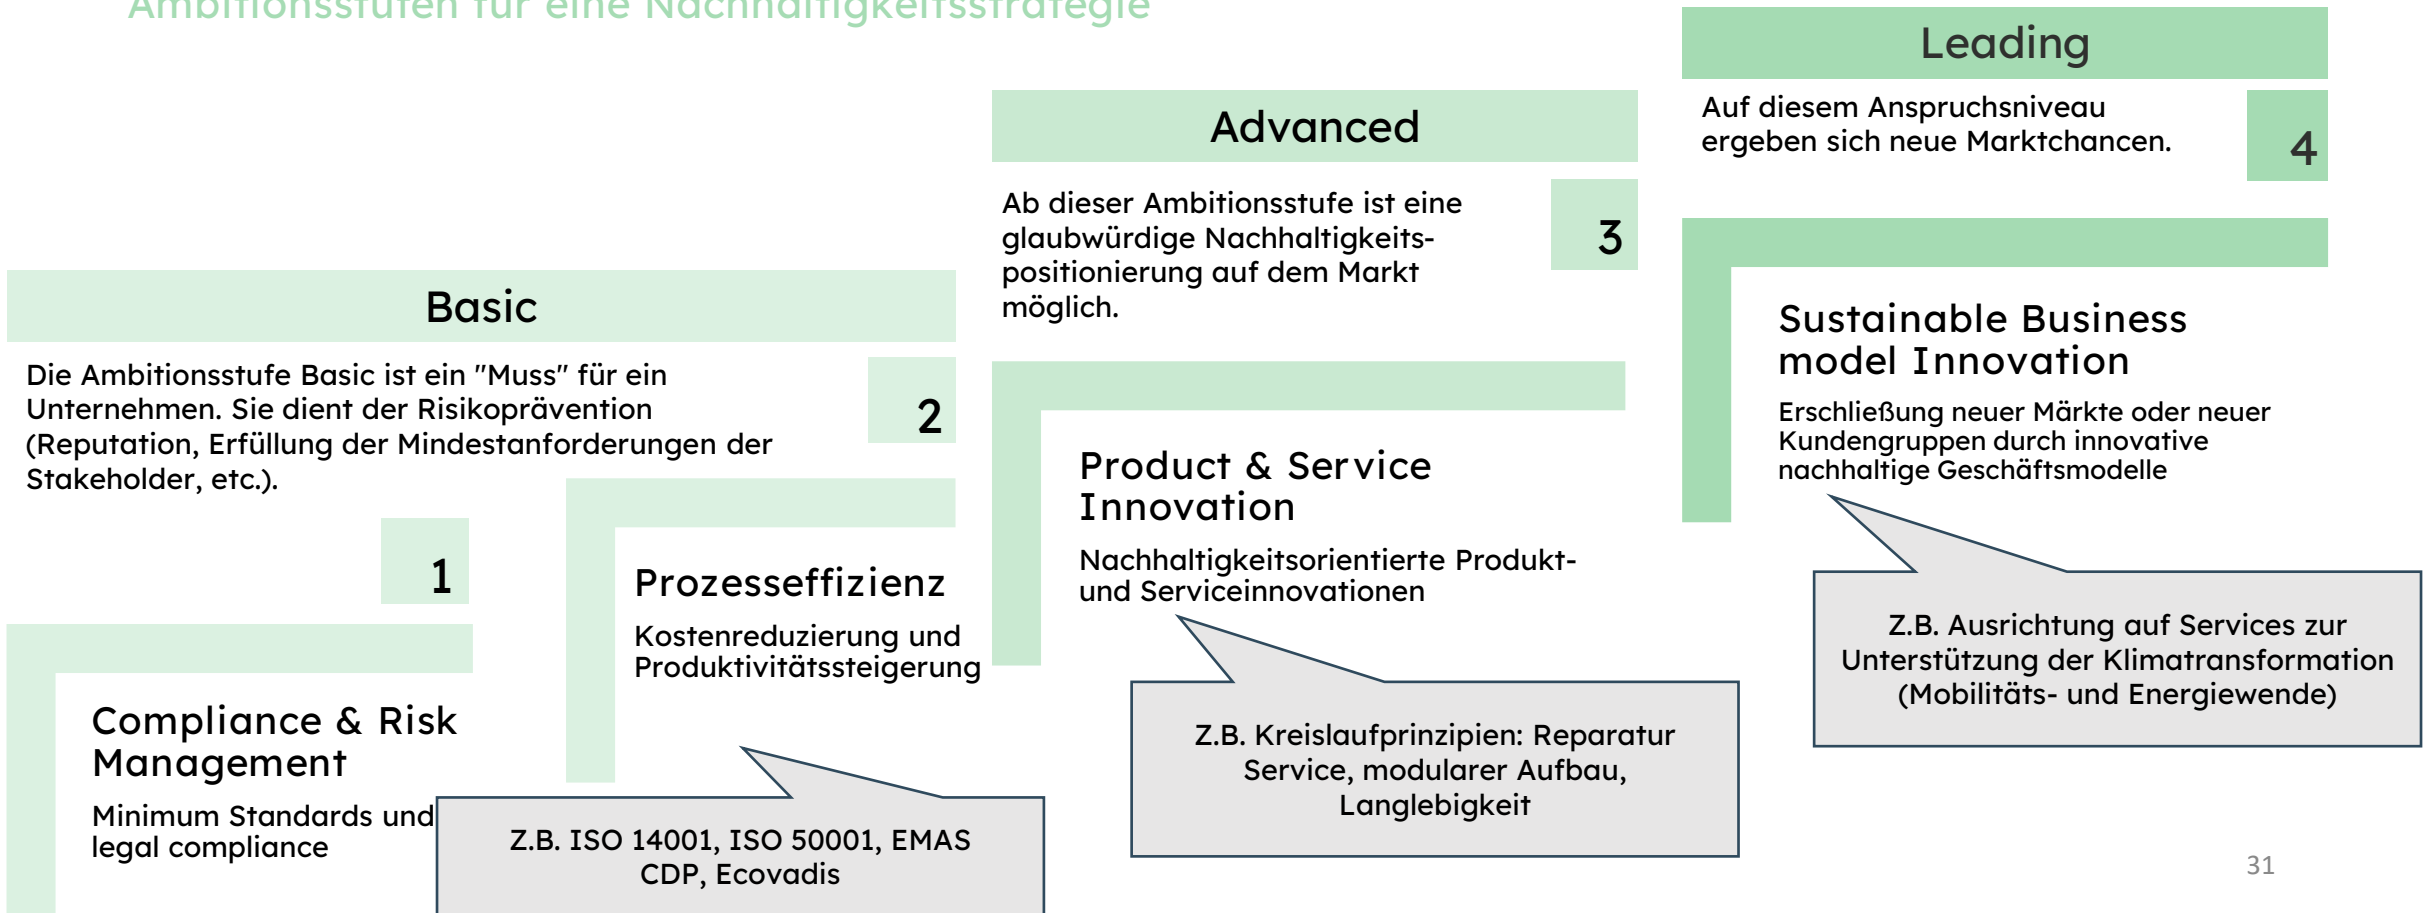 Ambitionsstufen für eine Nachhaltigkeitsstrategie
Basic
Die Ambitionsstufe Basic ist ein "Muss" für ein
Unternehmen. Sie dient der Risikoprävention
(Reputation, Erfüllung der Mindestanforderungen der
Stakeholder, etc.).
1
Compliance & Risk
Management
Minimum Standards und
legal compliance
2
Prozesseffizienz
Kostenreduzierung und
Produktivitätssteigerung
Z.B. ISO 14001, ISO 50001, EMAS
CDP, Ecovadis
Advanced
Ab dieser Ambitionsstufe ist eine
glaubwürdige Nachhaltigkeits-
positionierung auf dem Markt
möglich.
3
Product & Service
Innovation
Nachhaltigkeitsorientierte Produkt-
und Serviceinnovationen
Z.B. Kreislaufprinzipien: Reparatur
Service, modularer Aufbau,
Langlebigkeit
Leading
Auf diesem Anspruchsniveau
ergeben sich neue Marktchancen.
4
Sustainable Business
model Innovation
Erschließung neuer Märkte oder neuer
Kundengruppen durch innovative
nachhaltige Geschäftsmodelle
Z.B. Ausrichtung auf Services zur
Unterstützung der Klimatransformation
(Mobilitäts- und Energiewende)
31